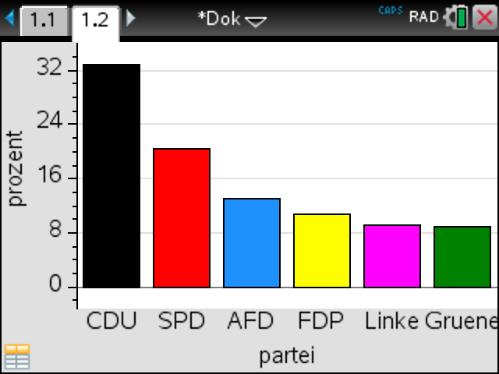 1.1 1.2 *Dok CAPS RAD
prozent
32
24
16
8
0
CDU SPD AFD FDP Linke Gruene
partei